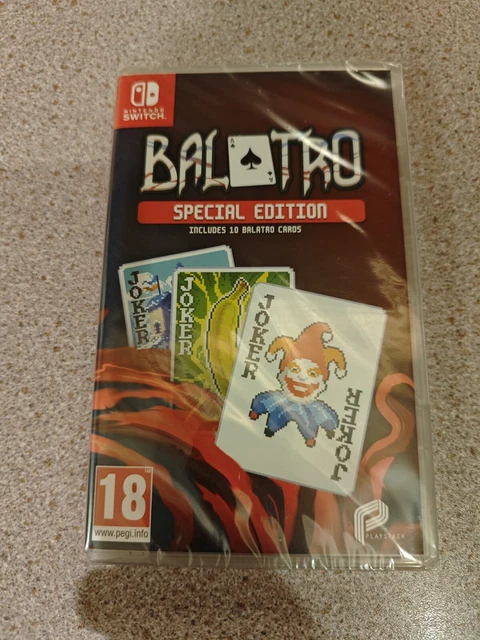 NINTENDO
SWITCH
BALATRO
SPECIAL EDITION
INCLUDES 10 BALATRO CARDS
JOKER
JOKER
JOKER
JOKER
18
www.pegi.info
PLAYSTACK